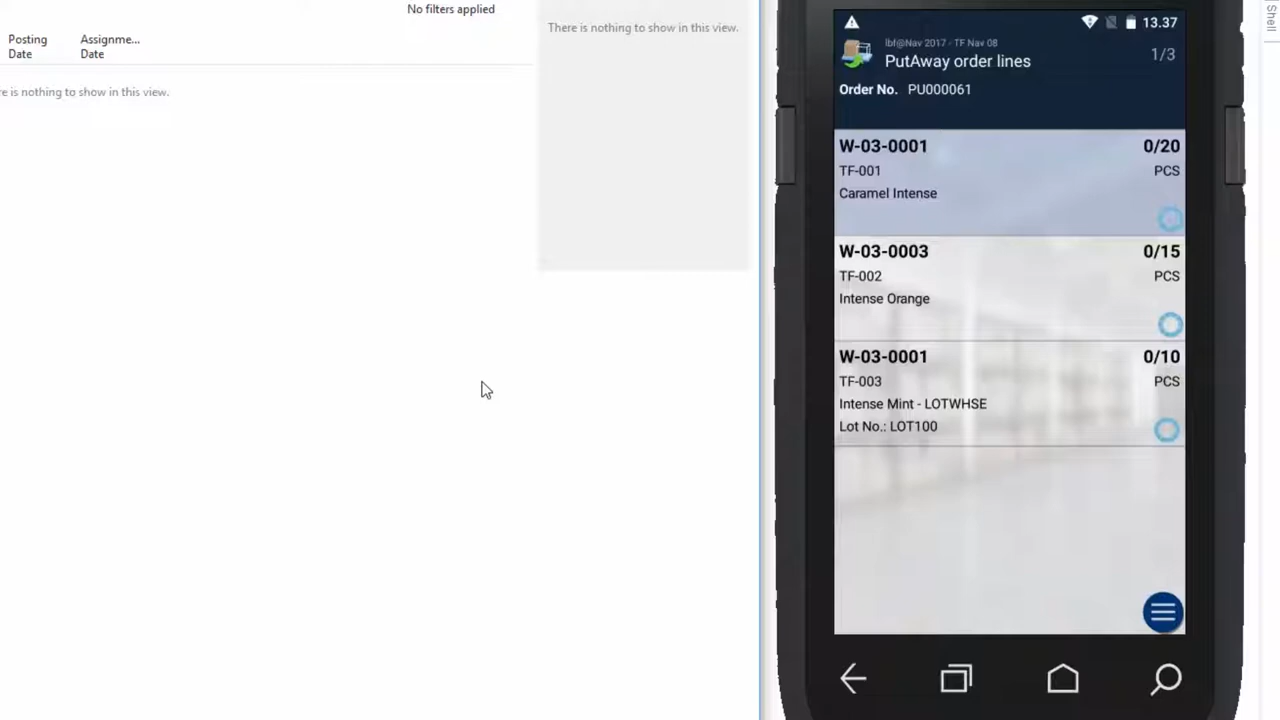 No filters applied
Posting
Date
Assignme...
Date
e is nothing to show in this view.
There is nothing to show in this view.
13.37
lbf@Nav 2017 - TF Nav 08
PutAway order lines
1/3
Order No. PU000061
W-03-0001 0/20
TF-001 PCS
Caramel Intense
W-03-0003 0/15
TF-002 PCS
Intense Orange
W-03-0001 0/10
TF-003 PCS
Intense Mint - LOTWHSE
Lot No.: LOT100
Shell